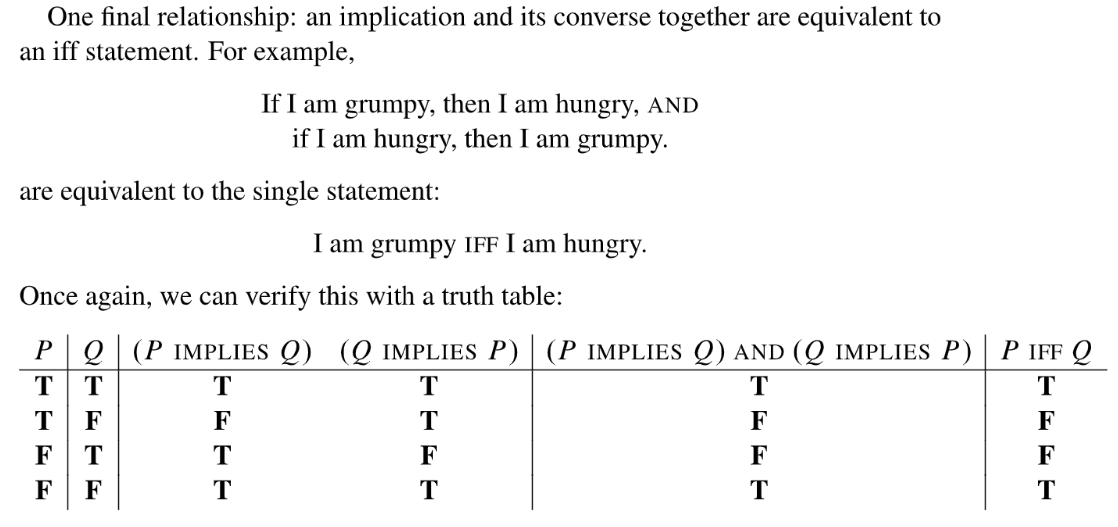 One final relationship: an implication and its converse together are equivalent to
an iff statement. For example,
If I am grumpy, then I am hungry, AND
if I am hungry, then I am grumpy.
are equivalent to the single statement:
I am grumpy IFF I am hungry.
Once again, we can verify this with a truth table:
P Q (P IMPLIES Q) (Q IMPLIES P) (P IMPLIES Q) AND (Q IMPLIES P) P IFF Q
T T T T T T
T F F T F F
F T T F F F
F F T T T T